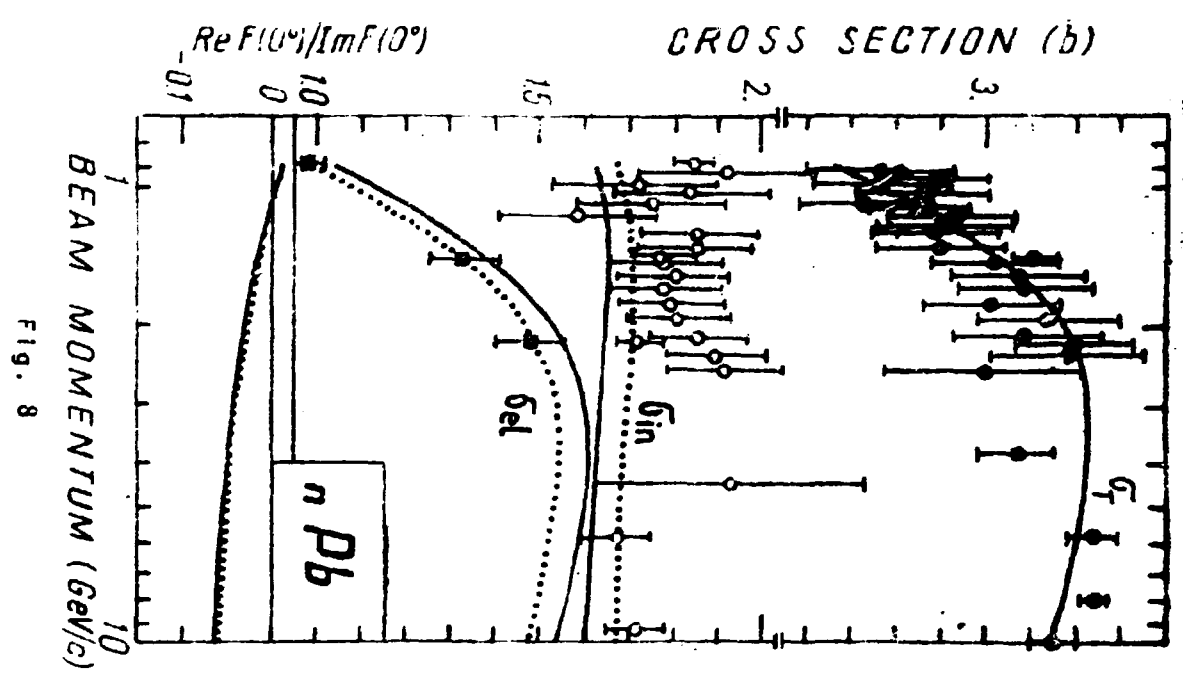 Re F(0°)/Im F(0°)
CROSS SECTION (b)
-0.1
0
1.0
1.5
2.
3.
1
10
BEAM MOMENTUM (GeV/c)
σT
σin
σel
n Pb
Fig. 8